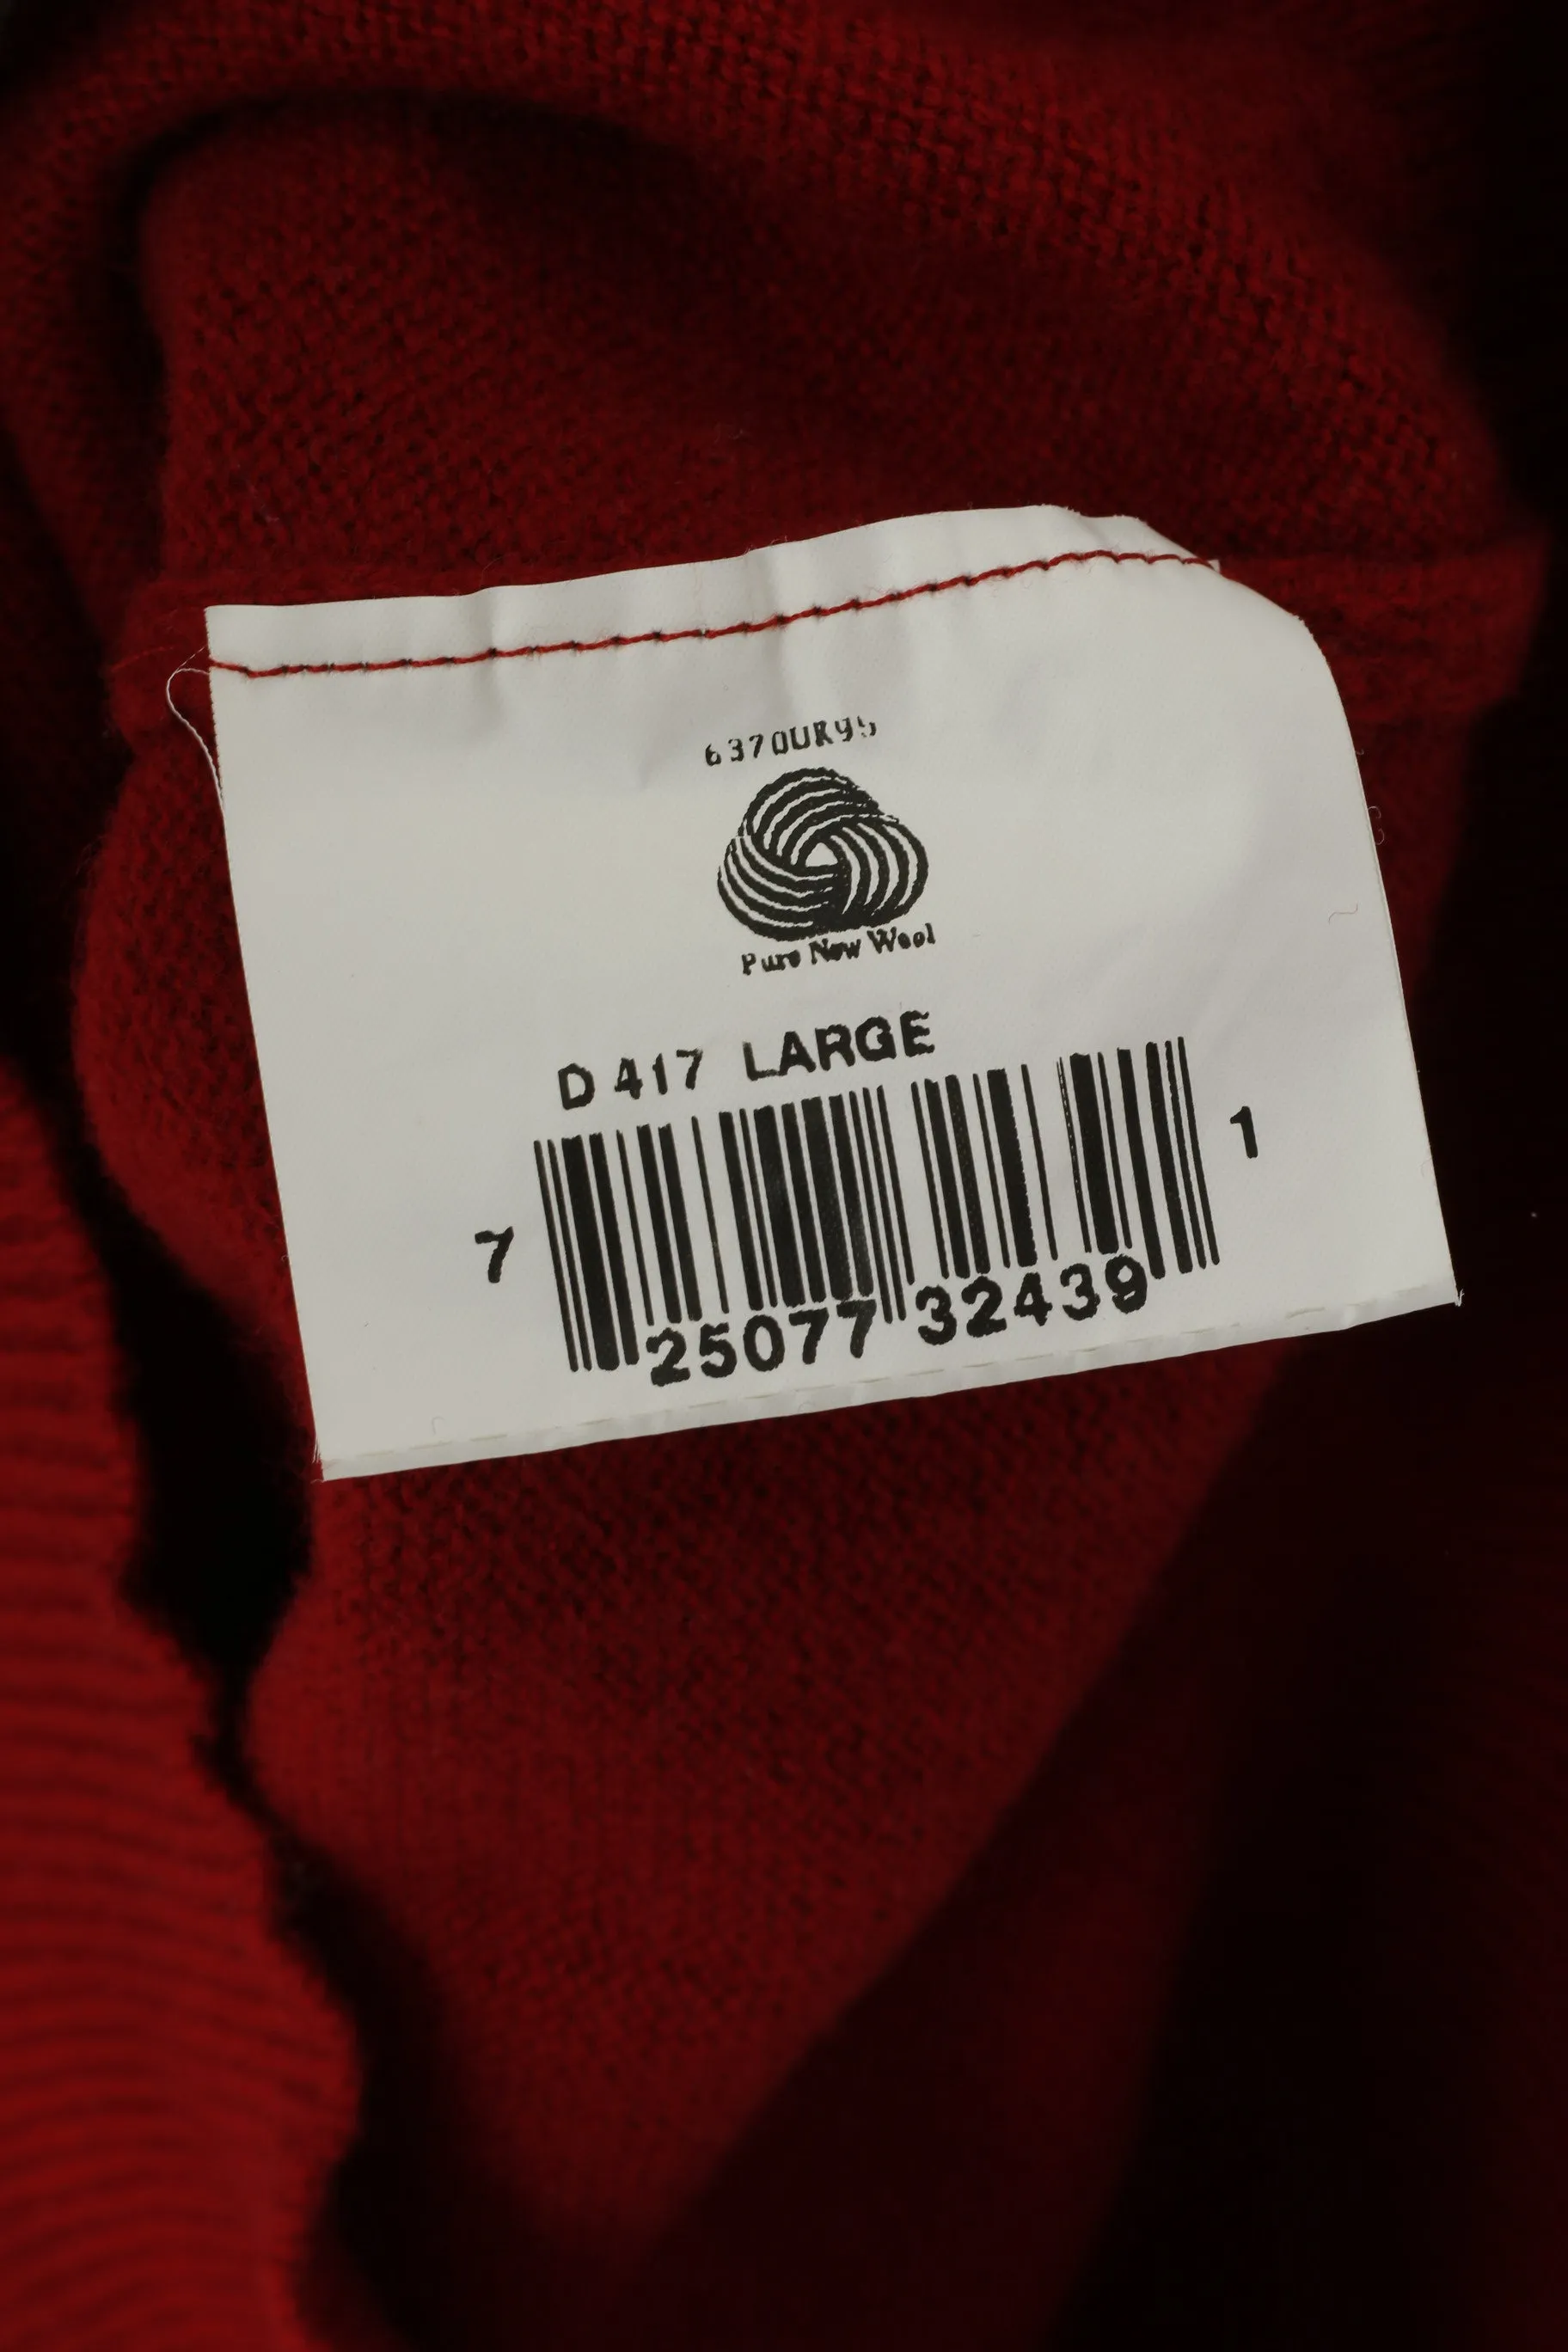 6370UR95
Pure New Wool
D 417 LARGE
7 25077 32439 1